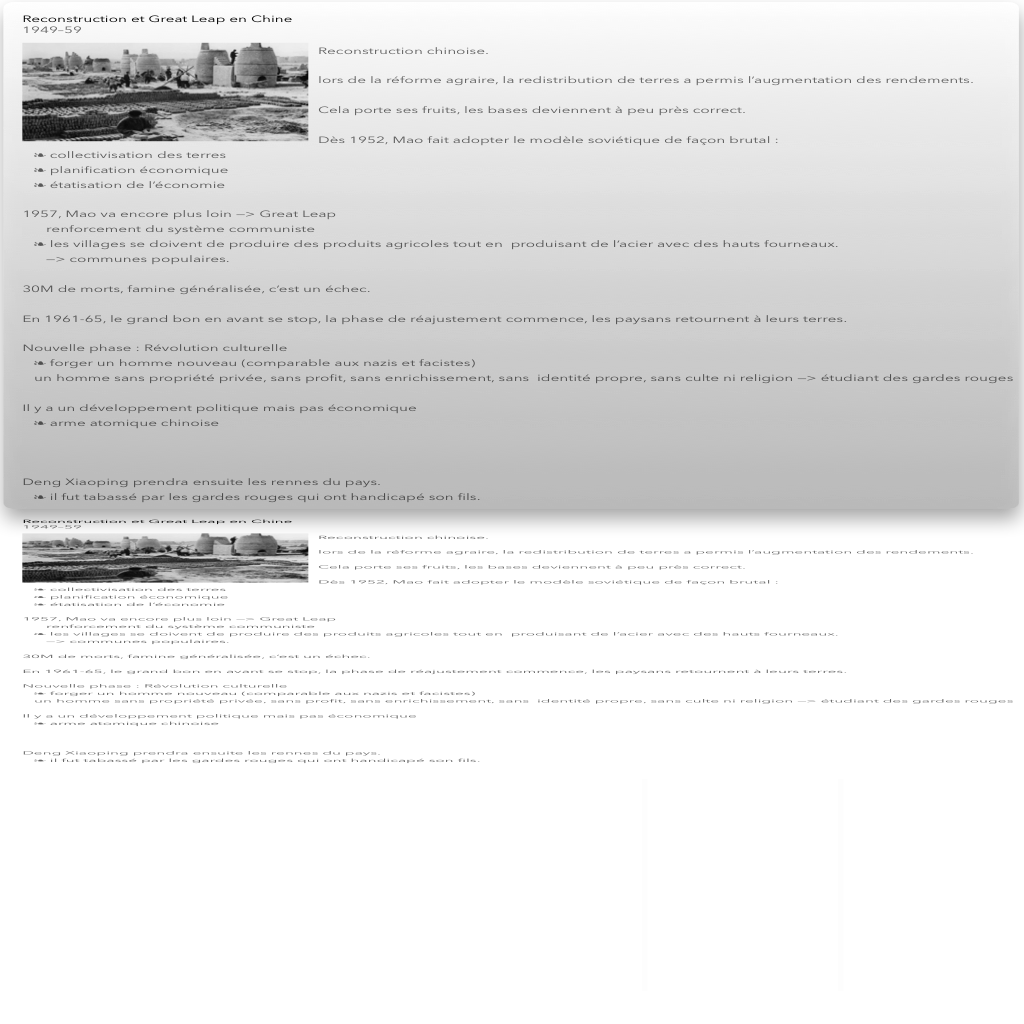 Reconstruction et Great Leap en Chine
1949-59
Reconstruction chinoise.
lors de la réforme agraire, la redistribution de terres a permis l'augmentation des rendements.
Cela porte ses fruits, les bases deviennent à peu près correct.
Dès 1952, Mao fait adopter le modèle soviétique de façon brutal :
❧ collectivisation des terres
❧ planification économique
❧ étatisation de l'économie
1957, Mao va encore plus loin —> Great Leap
renforcement du système communiste
❧ les villages se doivent de produire des produits agricoles tout en produisant de l'acier avec des hauts fourneaux.
—> communes populaires.
30M de morts, famine généralisée, c'est un échec.
En 1961-65, le grand bon en avant se stop, la phase de réajustement commence, les paysans retournent à leurs terres.
Nouvelle phase : Révolution culturelle
❧ forger un homme nouveau (comparable aux nazis et facistes)
un homme sans propriété privée, sans profit, sans enrichissement, sans identité propre, sans culte ni religion —> étudiant des gardes rouges
Il y a un développement politique mais pas économique
❧ arme atomique chinoise
Deng Xiaoping prendra ensuite les rennes du pays.
❧ il fut tabassé par les gardes rouges qui ont handicapé son fils.
Reconstruction et Great Leap en Chine
1949-59
Reconstruction chinoise.
lors de la réforme agraire, la redistribution de terres a permis l'augmentation des rendements.
Cela porte ses fruits, les bases deviennent à peu près correct.
Dès 1952, Mao fait adopter le modèle soviétique de façon brutal :
❧ collectivisation des terres
❧ planification économique
❧ étatisation de l'économie
1957, Mao va encore plus loin —> Great Leap
renforcement du système communiste
❧ les villages se doivent de produire des produits agricoles tout en produisant de l'acier avec des hauts fourneaux.
—> communes populaires.
30M de morts, famine généralisée, c'est un échec.
En 1961-65, le grand bon en avant se stop, la phase de réajustement commence, les paysans retournent à leurs terres.
Nouvelle phase : Révolution culturelle
❧ forger un homme nouveau (comparable aux nazis et facistes)
un homme sans propriété privée, sans profit, sans enrichissement, sans identité propre, sans culte ni religion —> étudiant des gardes rouges
Il y a un développement politique mais pas économique
❧ arme atomique chinoise
Deng Xiaoping prendra ensuite les rennes du pays.
❧ il fut tabassé par les gardes rouges qui ont handicapé son fils.